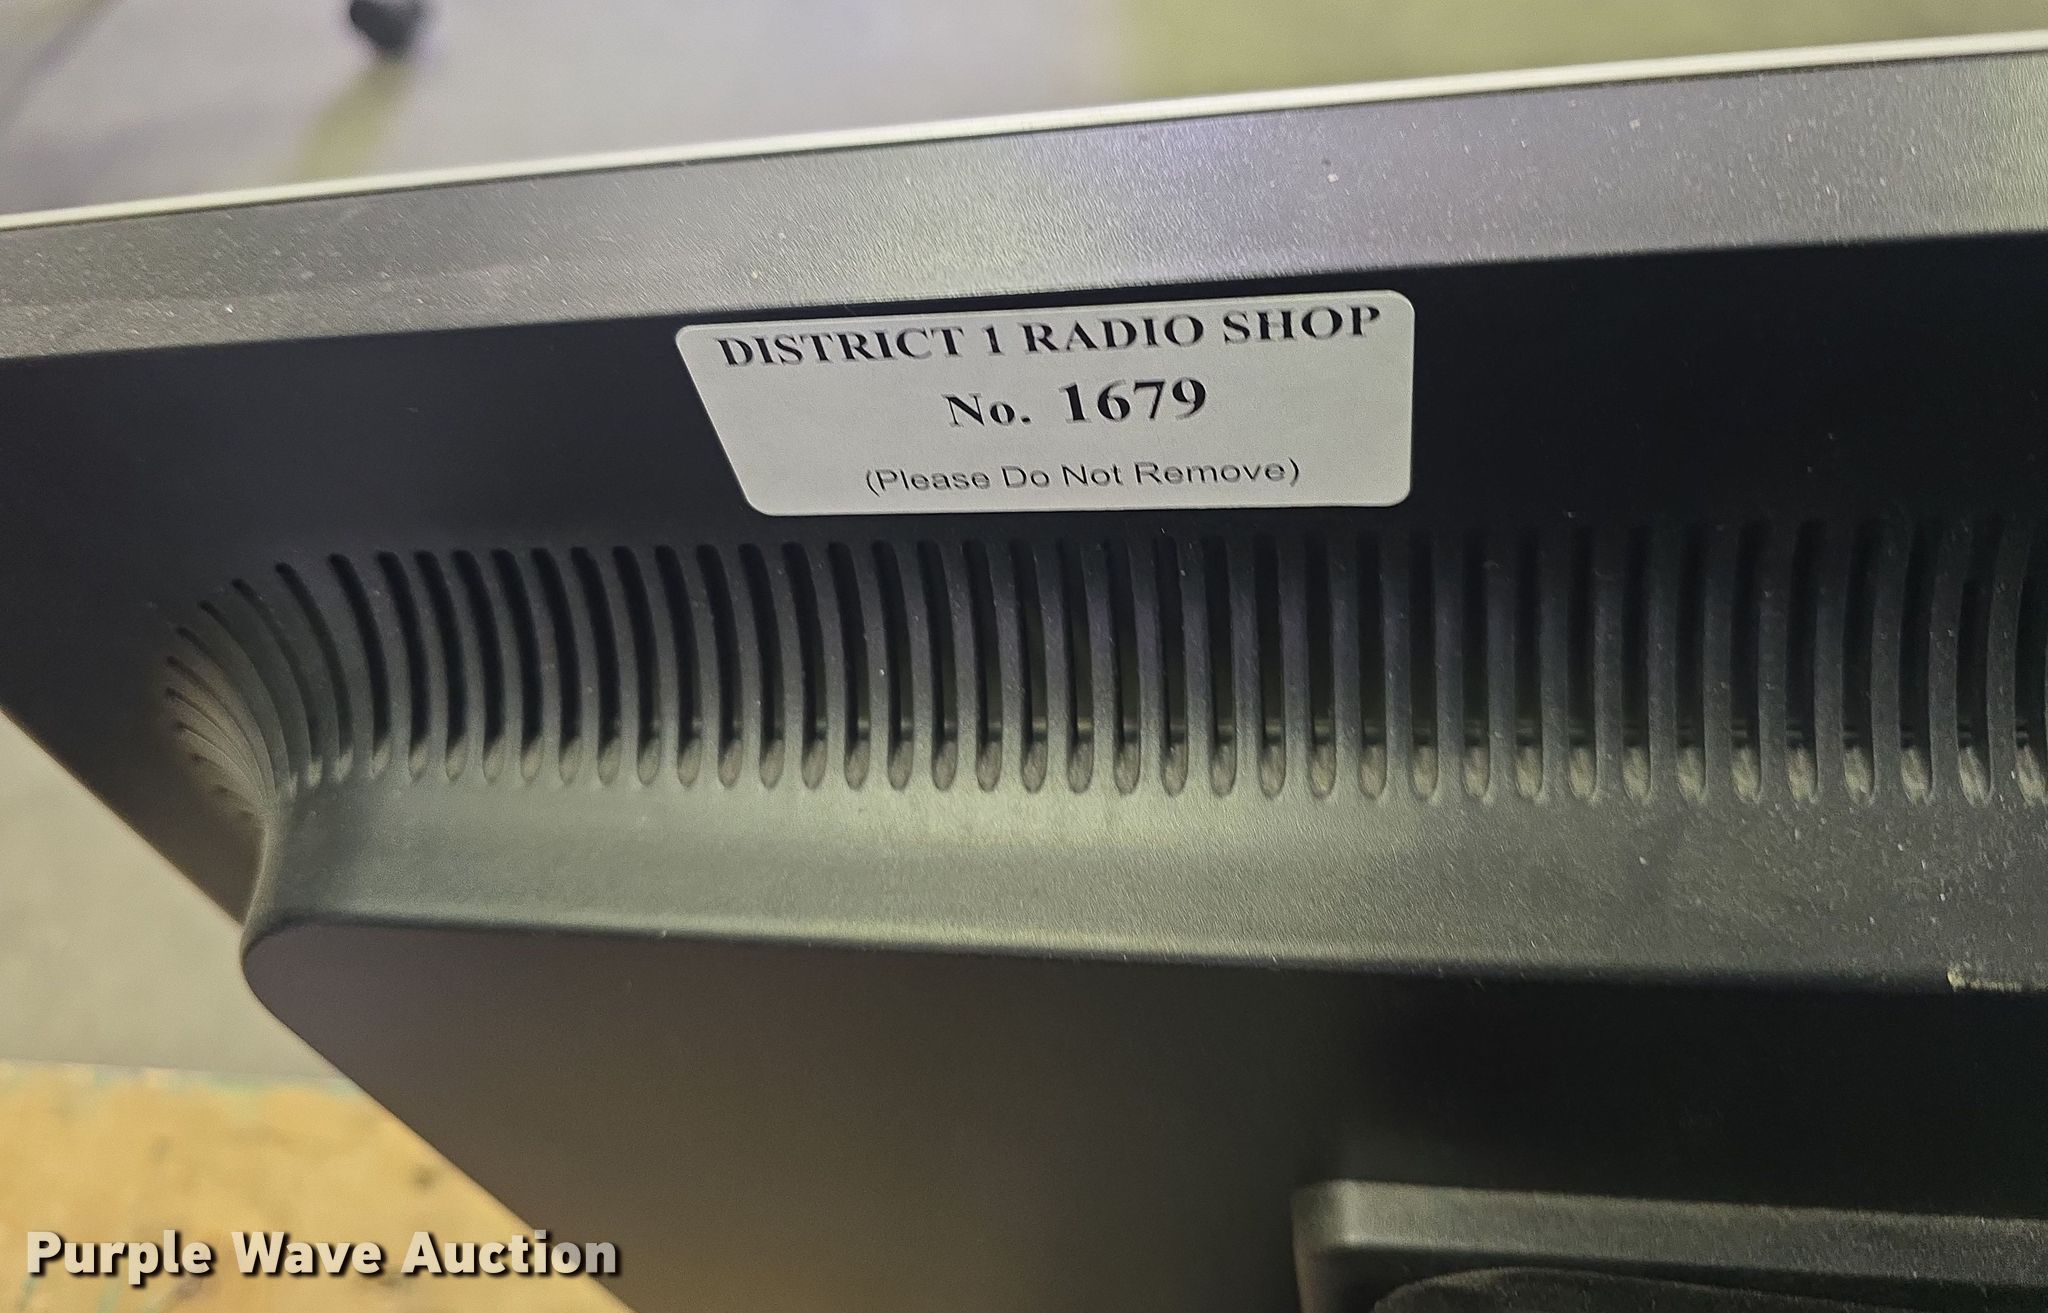 DISTRICT 1 RADIO SHOP
No. 1679
(Please Do Not Remove)
Purple Wave Auction